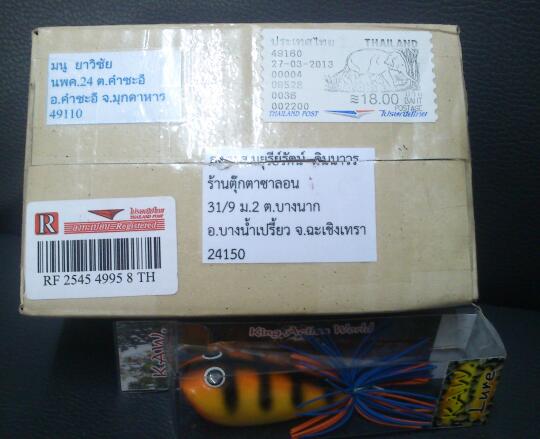 มนู ยาวิชัย
นพค.24 ต.คำชะอี
อ.คำชะอี จ.มุกดาหาร
49110
ประเทศไทย THAILAND
49160
27-03-2013
00004
08528
0036 ฿18.00 บาท BAHT
002200 POSTAGE
THAILAND POST ไปรษณีย์ไทย
ร้านตุ๊กตาซาลอน
31/9 ม.2 ต.บางนาก
อ.บางน้ำเปรี้ยว จ.ฉะเชิงเทรา
24150
R ไปรษณีย์ไทย
THAILAND POST
ลงทะเบียน Registered
RF 2545 4995 8 TH
K.A.W.
King Action World
K.A.W.
Lure